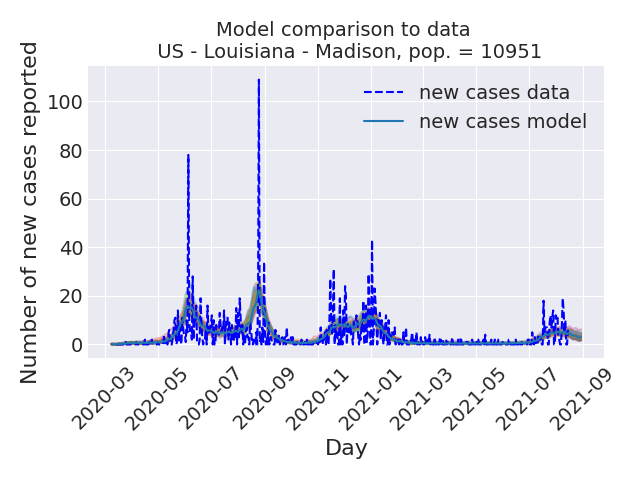 Model comparison to data
US - Louisiana - Madison, pop. = 10951
Number of new cases reported
100
80
60
40
20
0
new cases data
new cases model
2020-03
2020-05
2020-07
2020-09
2020-11
2021-01
2021-03
2021-05
2021-07
2021-09
Day